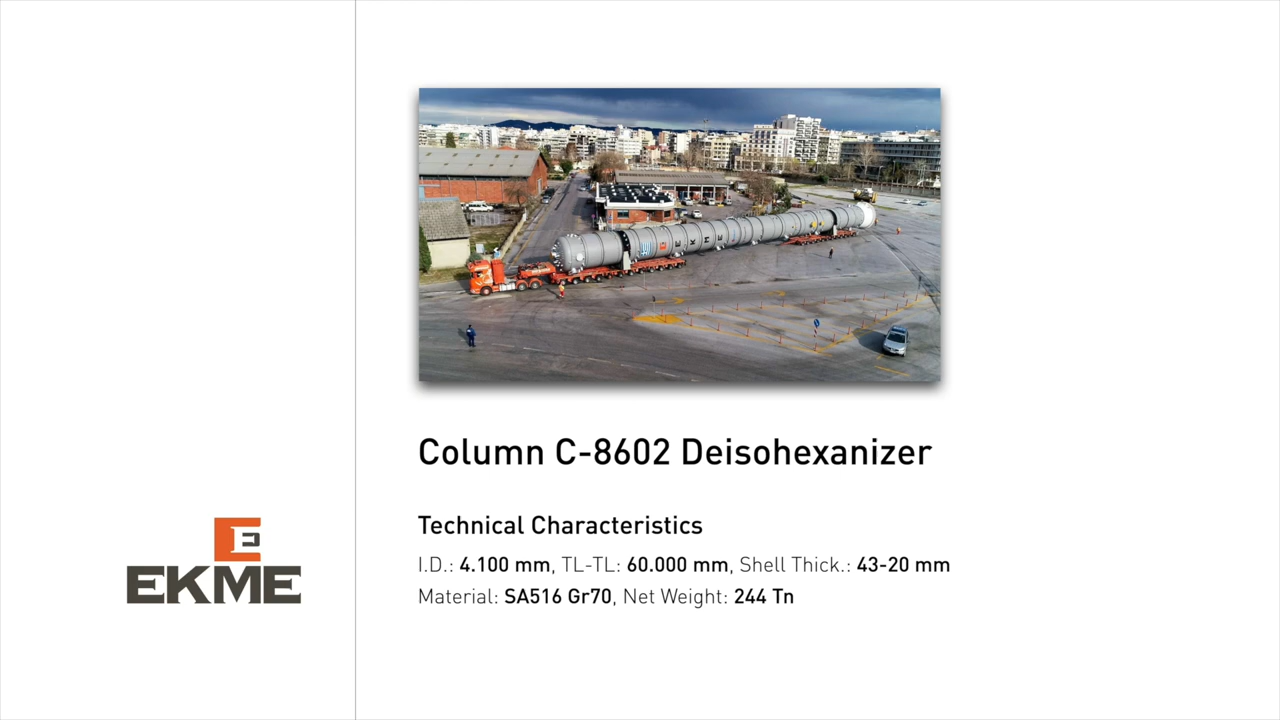 EKME
Column C-8602 Deisohexanizer
Technical Characteristics
I.D.: 4.100 mm, TL-TL: 60.000 mm, Shell Thick.: 43-20 mm
Material: SA516 Gr70, Net Weight: 244 Tn
E
EKME